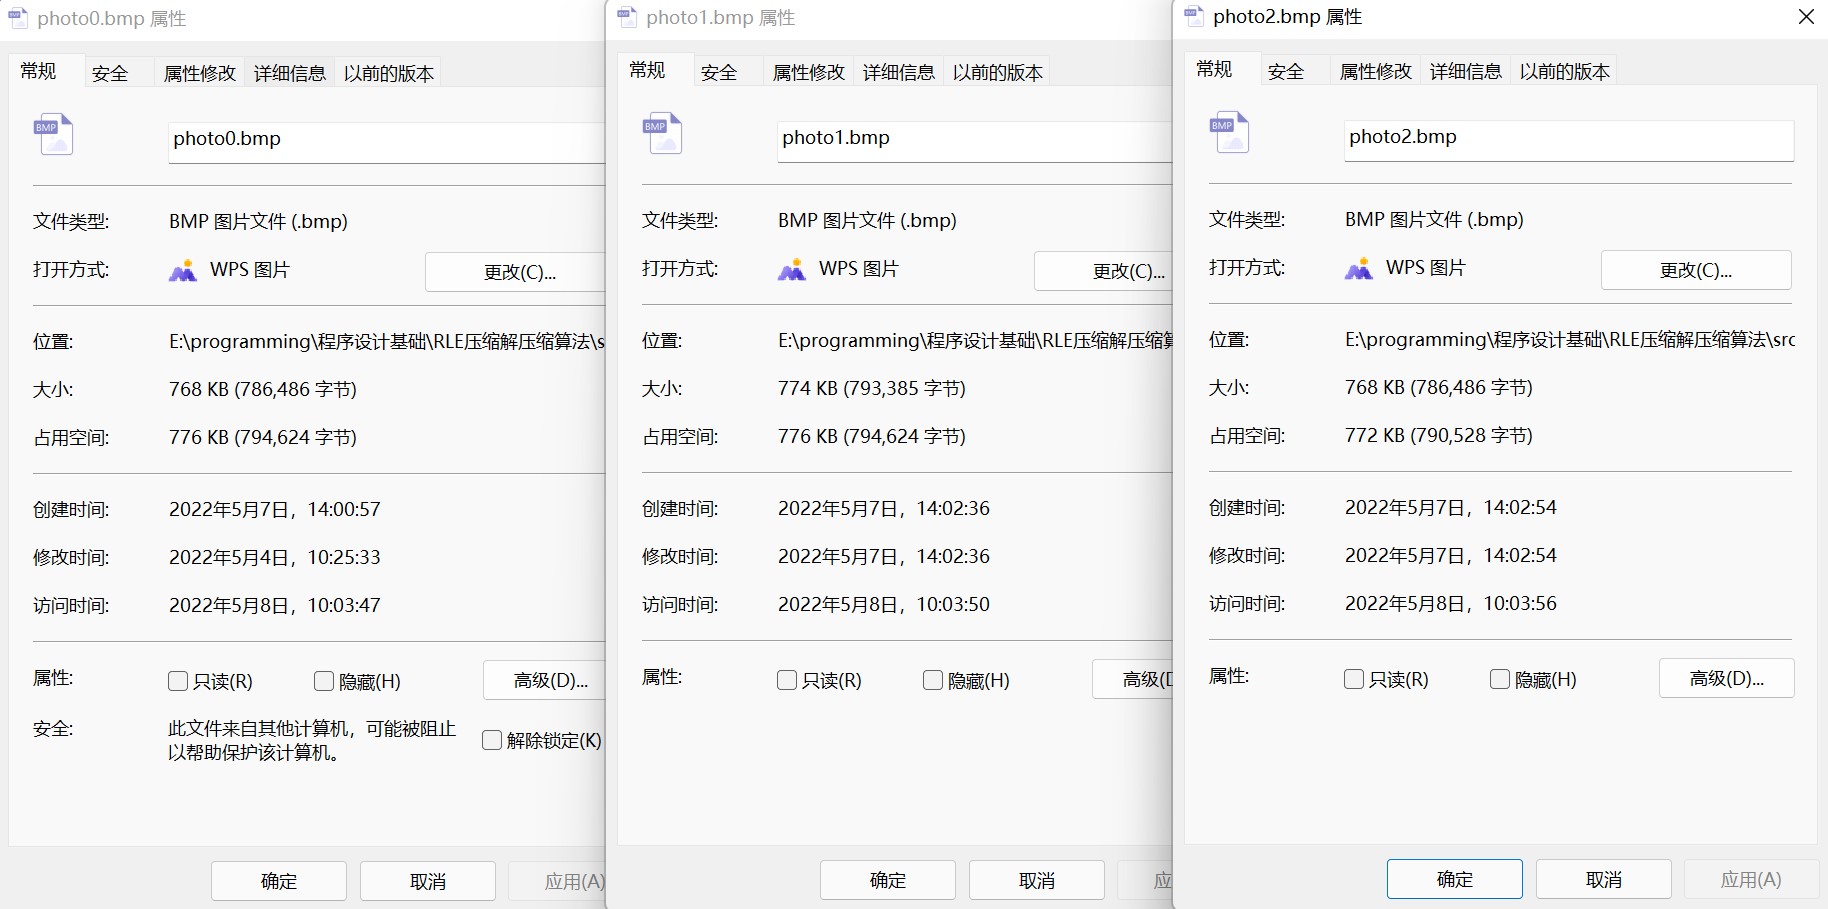 photo0.bmp 属性
常规 安全 属性修改 详细信息 以前的版本
BMP
photo0.bmp
文件类型: BMP 图片文件 (.bmp)
打开方式: WPS 图片 更改(C)...
位置: E:\programming\程序设计基础\RLE压缩解压缩算法\s
大小: 768 KB (786,486 字节)
占用空间: 776 KB (794,624 字节)
创建时间: 2022年5月7日，14:00:57
修改时间: 2022年5月4日，10:25:33
访问时间: 2022年5月8日，10:03:47
属性: 只读(R) 隐藏(H) 高级(D)...
安全: 此文件来自其他计算机，可能被阻止
以帮助保护该计算机。
解除锁定(K)
确定 取消 应用(A)
photo1.bmp 属性
常规 安全 属性修改 详细信息 以前的版本
BMP
photo1.bmp
文件类型: BMP 图片文件 (.bmp)
打开方式: WPS 图片 更改(C)...
位置: E:\programming\程序设计基础\RLE压缩解压缩算
大小: 774 KB (793,385 字节)
占用空间: 776 KB (794,624 字节)
创建时间: 2022年5月7日，14:02:36
修改时间: 2022年5月7日，14:02:36
访问时间: 2022年5月8日，10:03:50
属性: 只读(R) 隐藏(H) 高级(D
确定 取消 应
photo2.bmp 属性
常规 安全 属性修改 详细信息 以前的版本
BMP
photo2.bmp
文件类型: BMP 图片文件 (.bmp)
打开方式: WPS 图片 更改(C)...
位置: E:\programming\程序设计基础\RLE压缩解压缩算法\src
大小: 768 KB (786,486 字节)
占用空间: 772 KB (790,528 字节)
创建时间: 2022年5月7日，14:02:54
修改时间: 2022年5月7日，14:02:54
访问时间: 2022年5月8日，10:03:56
属性: 只读(R) 隐藏(H) 高级(D)...
确定 取消 应用(A)